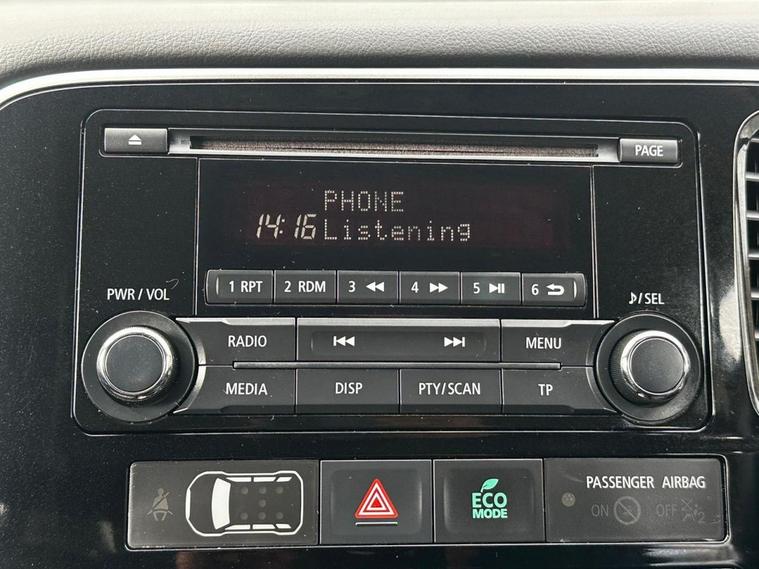 PAGE
PHONE
14:16 Listening
1 RPT 2 RDM 3 4 5 6
PWR / VOL
♪/SEL
RADIO MENU
MEDIA DISP PTY/SCAN TP
ECO
MODE
PASSENGER AIRBAG
ON OFF